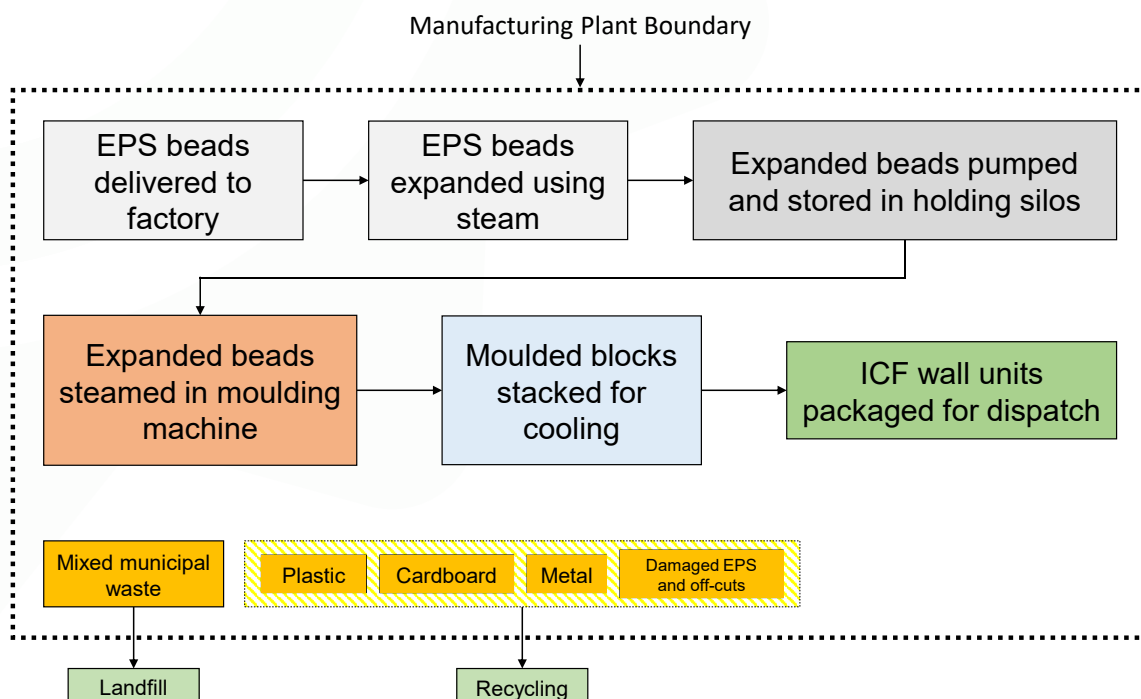 Manufacturing Plant Boundary
EPS beads
delivered to
factory
EPS beads
expanded using
steam
Expanded beads pumped
and stored in holding silos
Expanded beads
steamed in moulding
machine
Moulded blocks
stacked for
cooling
ICF wall units
packaged for dispatch
Mixed municipal
waste
Plastic
Cardboard
Metal
Damaged EPS
and off-cuts
Landfill
Recycling